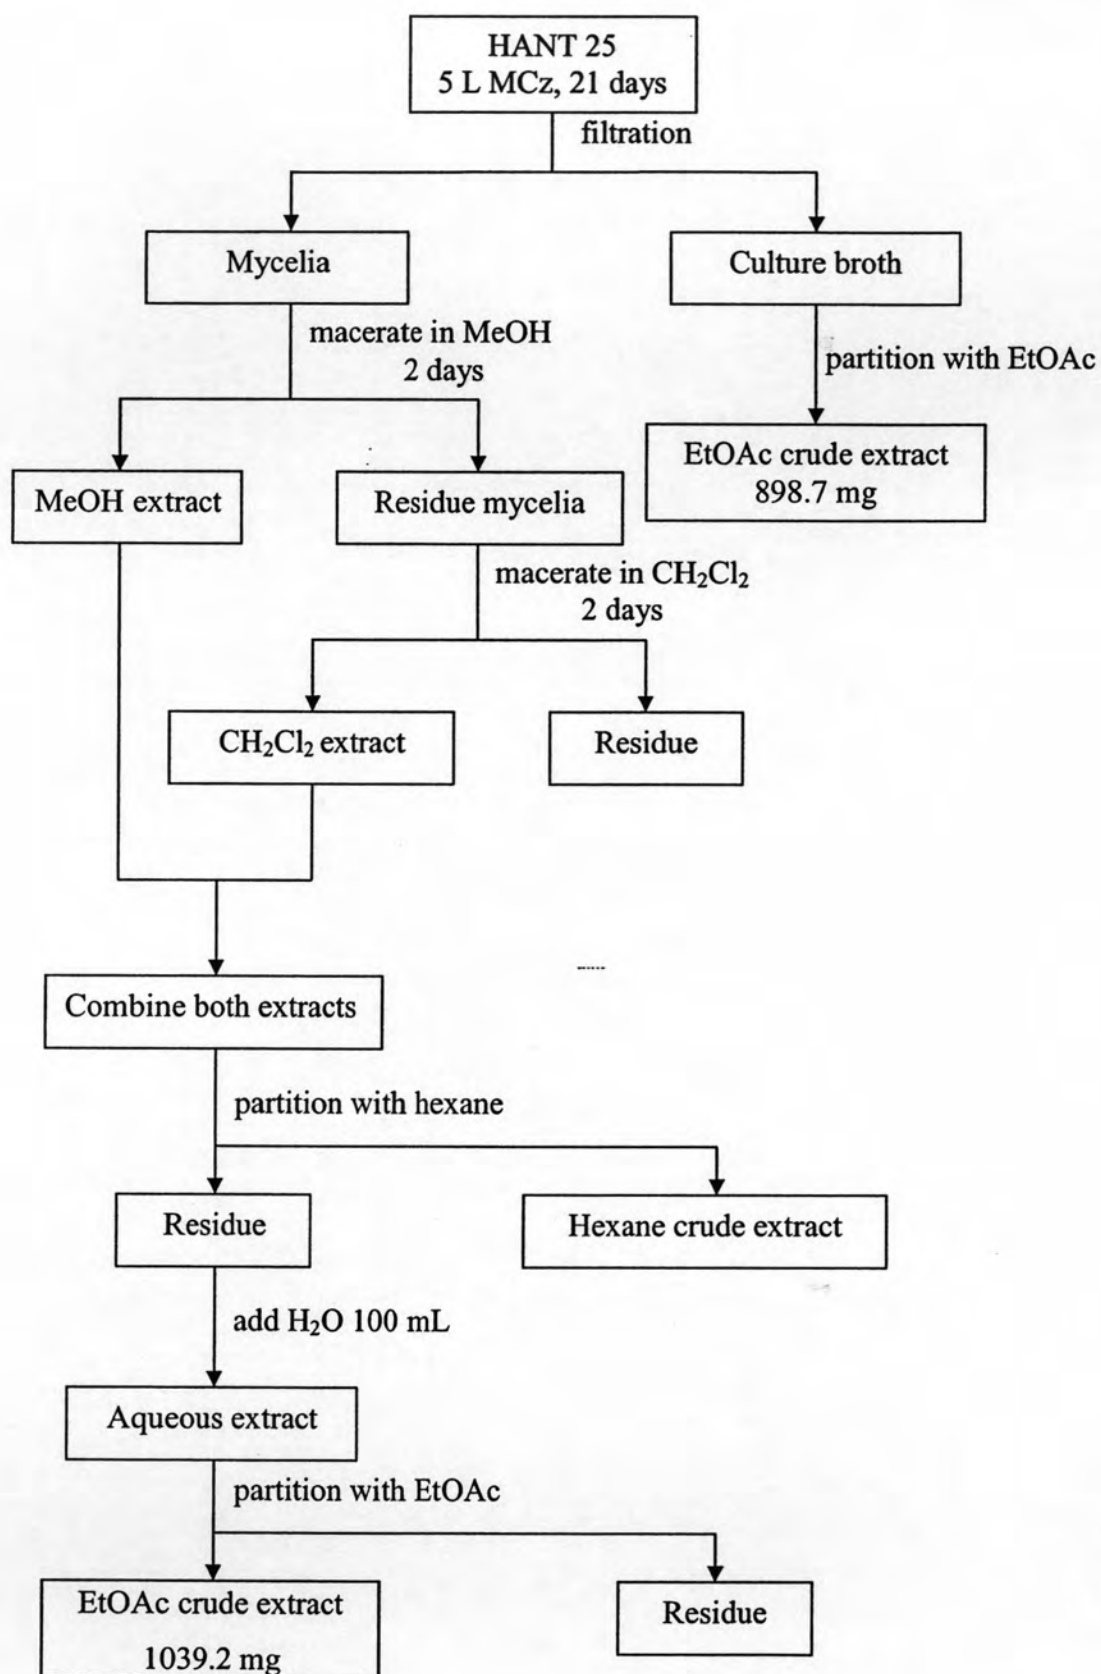 HANT 25
5 L MCz, 21 days
filtration
Mycelia
Culture broth
macerate in MeOH
2 days
partition with EtOAc
MeOH extract
Residue mycelia
EtOAc crude extract
898.7 mg
macerate in CH₂Cl₂
2 days
CH₂Cl₂ extract
Residue
Combine both extracts
partition with hexane
Residue
Hexane crude extract
add H₂O 100 mL
Aqueous extract
partition with EtOAc
EtOAc crude extract
1039.2 mg
Residue